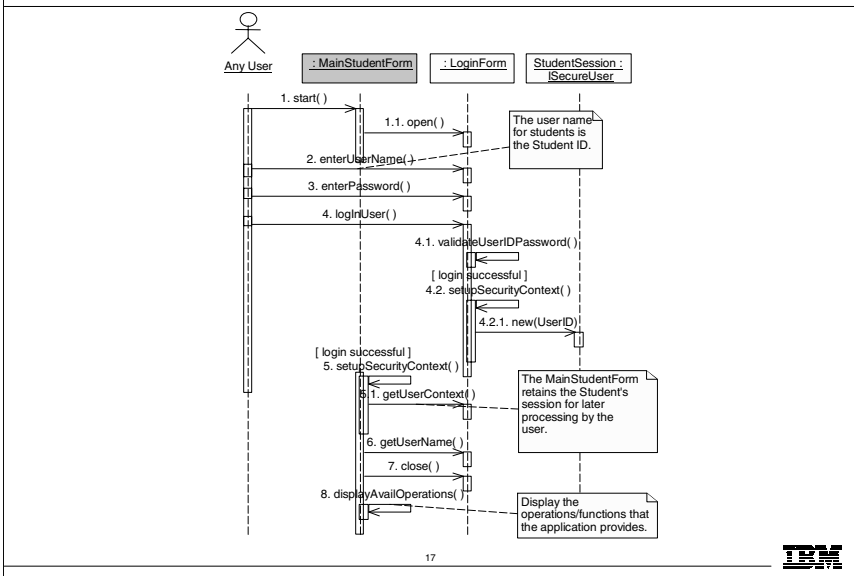 Any User
: MainStudentForm
: LoginForm
StudentSession :
ISecureUser
1. start( )
1.1. open( )
The user name
for students is
the Student ID.
2. enterUserName( )
3. enterPassword( )
4. logInUser( )
4.1. validateUserIDPassword( )
[ login successful ]
4.2. setupSecurityContext( )
4.2.1. new(UserID)
[ login successful ]
5. setupSecurityContext( )
5.1. getUserContext( )
The MainStudentForm
retains the Student's
session for later
processing by the
user.
6. getUserName( )
7. close( )
8. displayAvailOperations( )
Display the
operations/functions that
the application provides.
17
IBM